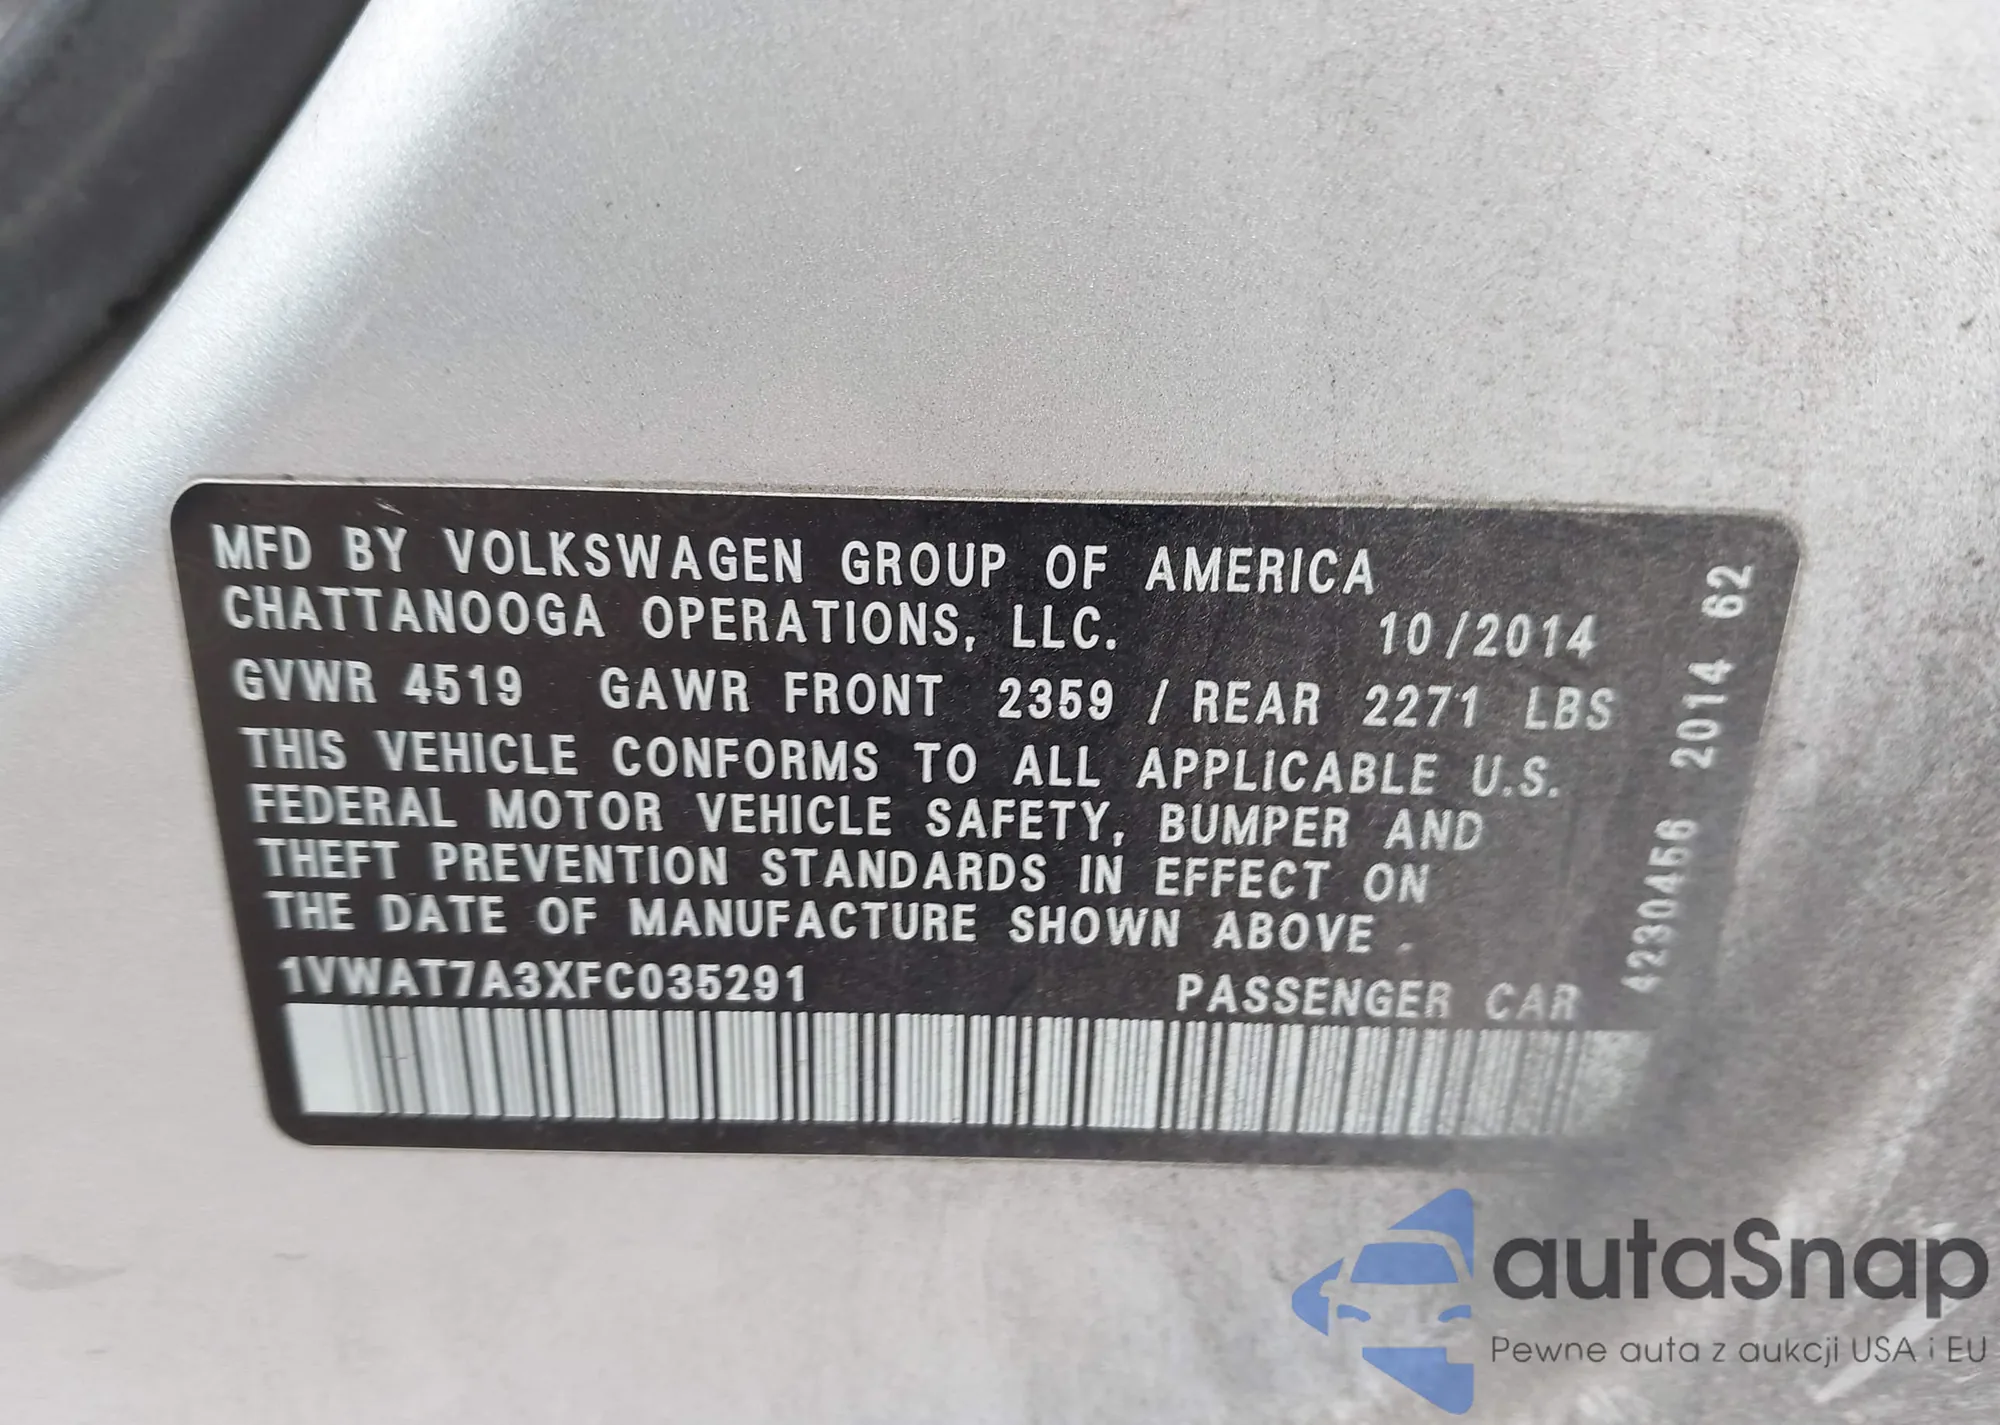 MFD BY VOLKSWAGEN GROUP OF AMERICA
CHATTANOOGA OPERATIONS, LLC. 10/2014
GVWR 4519 GAWR FRONT 2359 / REAR 2271 LBS
THIS VEHICLE CONFORMS TO ALL APPLICABLE U.S.
FEDERAL MOTOR VEHICLE SAFETY, BUMPER AND
THEFT PREVENTION STANDARDS IN EFFECT ON
THE DATE OF MANUFACTURE SHOWN ABOVE.
1VWAT7A3XFC035291 PASSENGER CAR
4230456 2014 62
autaSnap
Pewne auta z aukcji USA i EU